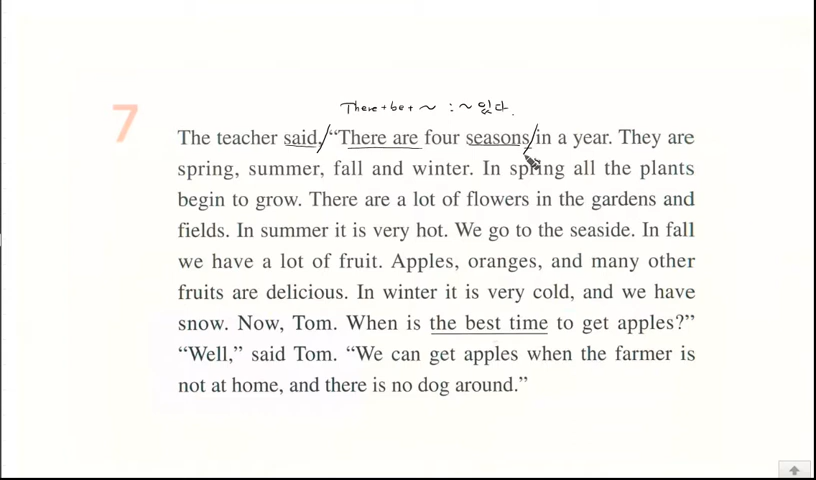 There + be + ~ : ~ 있다.
7
The teacher said, “There are four seasons in a year. They are
spring, summer, fall and winter. In spring all the plants
begin to grow. There are a lot of flowers in the gardens and
fields. In summer it is very hot. We go to the seaside. In fall
we have a lot of fruit. Apples, oranges, and many other
fruits are delicious. In winter it is very cold, and we have
snow. Now, Tom. When is the best time to get apples?”
“Well,” said Tom. “We can get apples when the farmer is
not at home, and there is no dog around.”